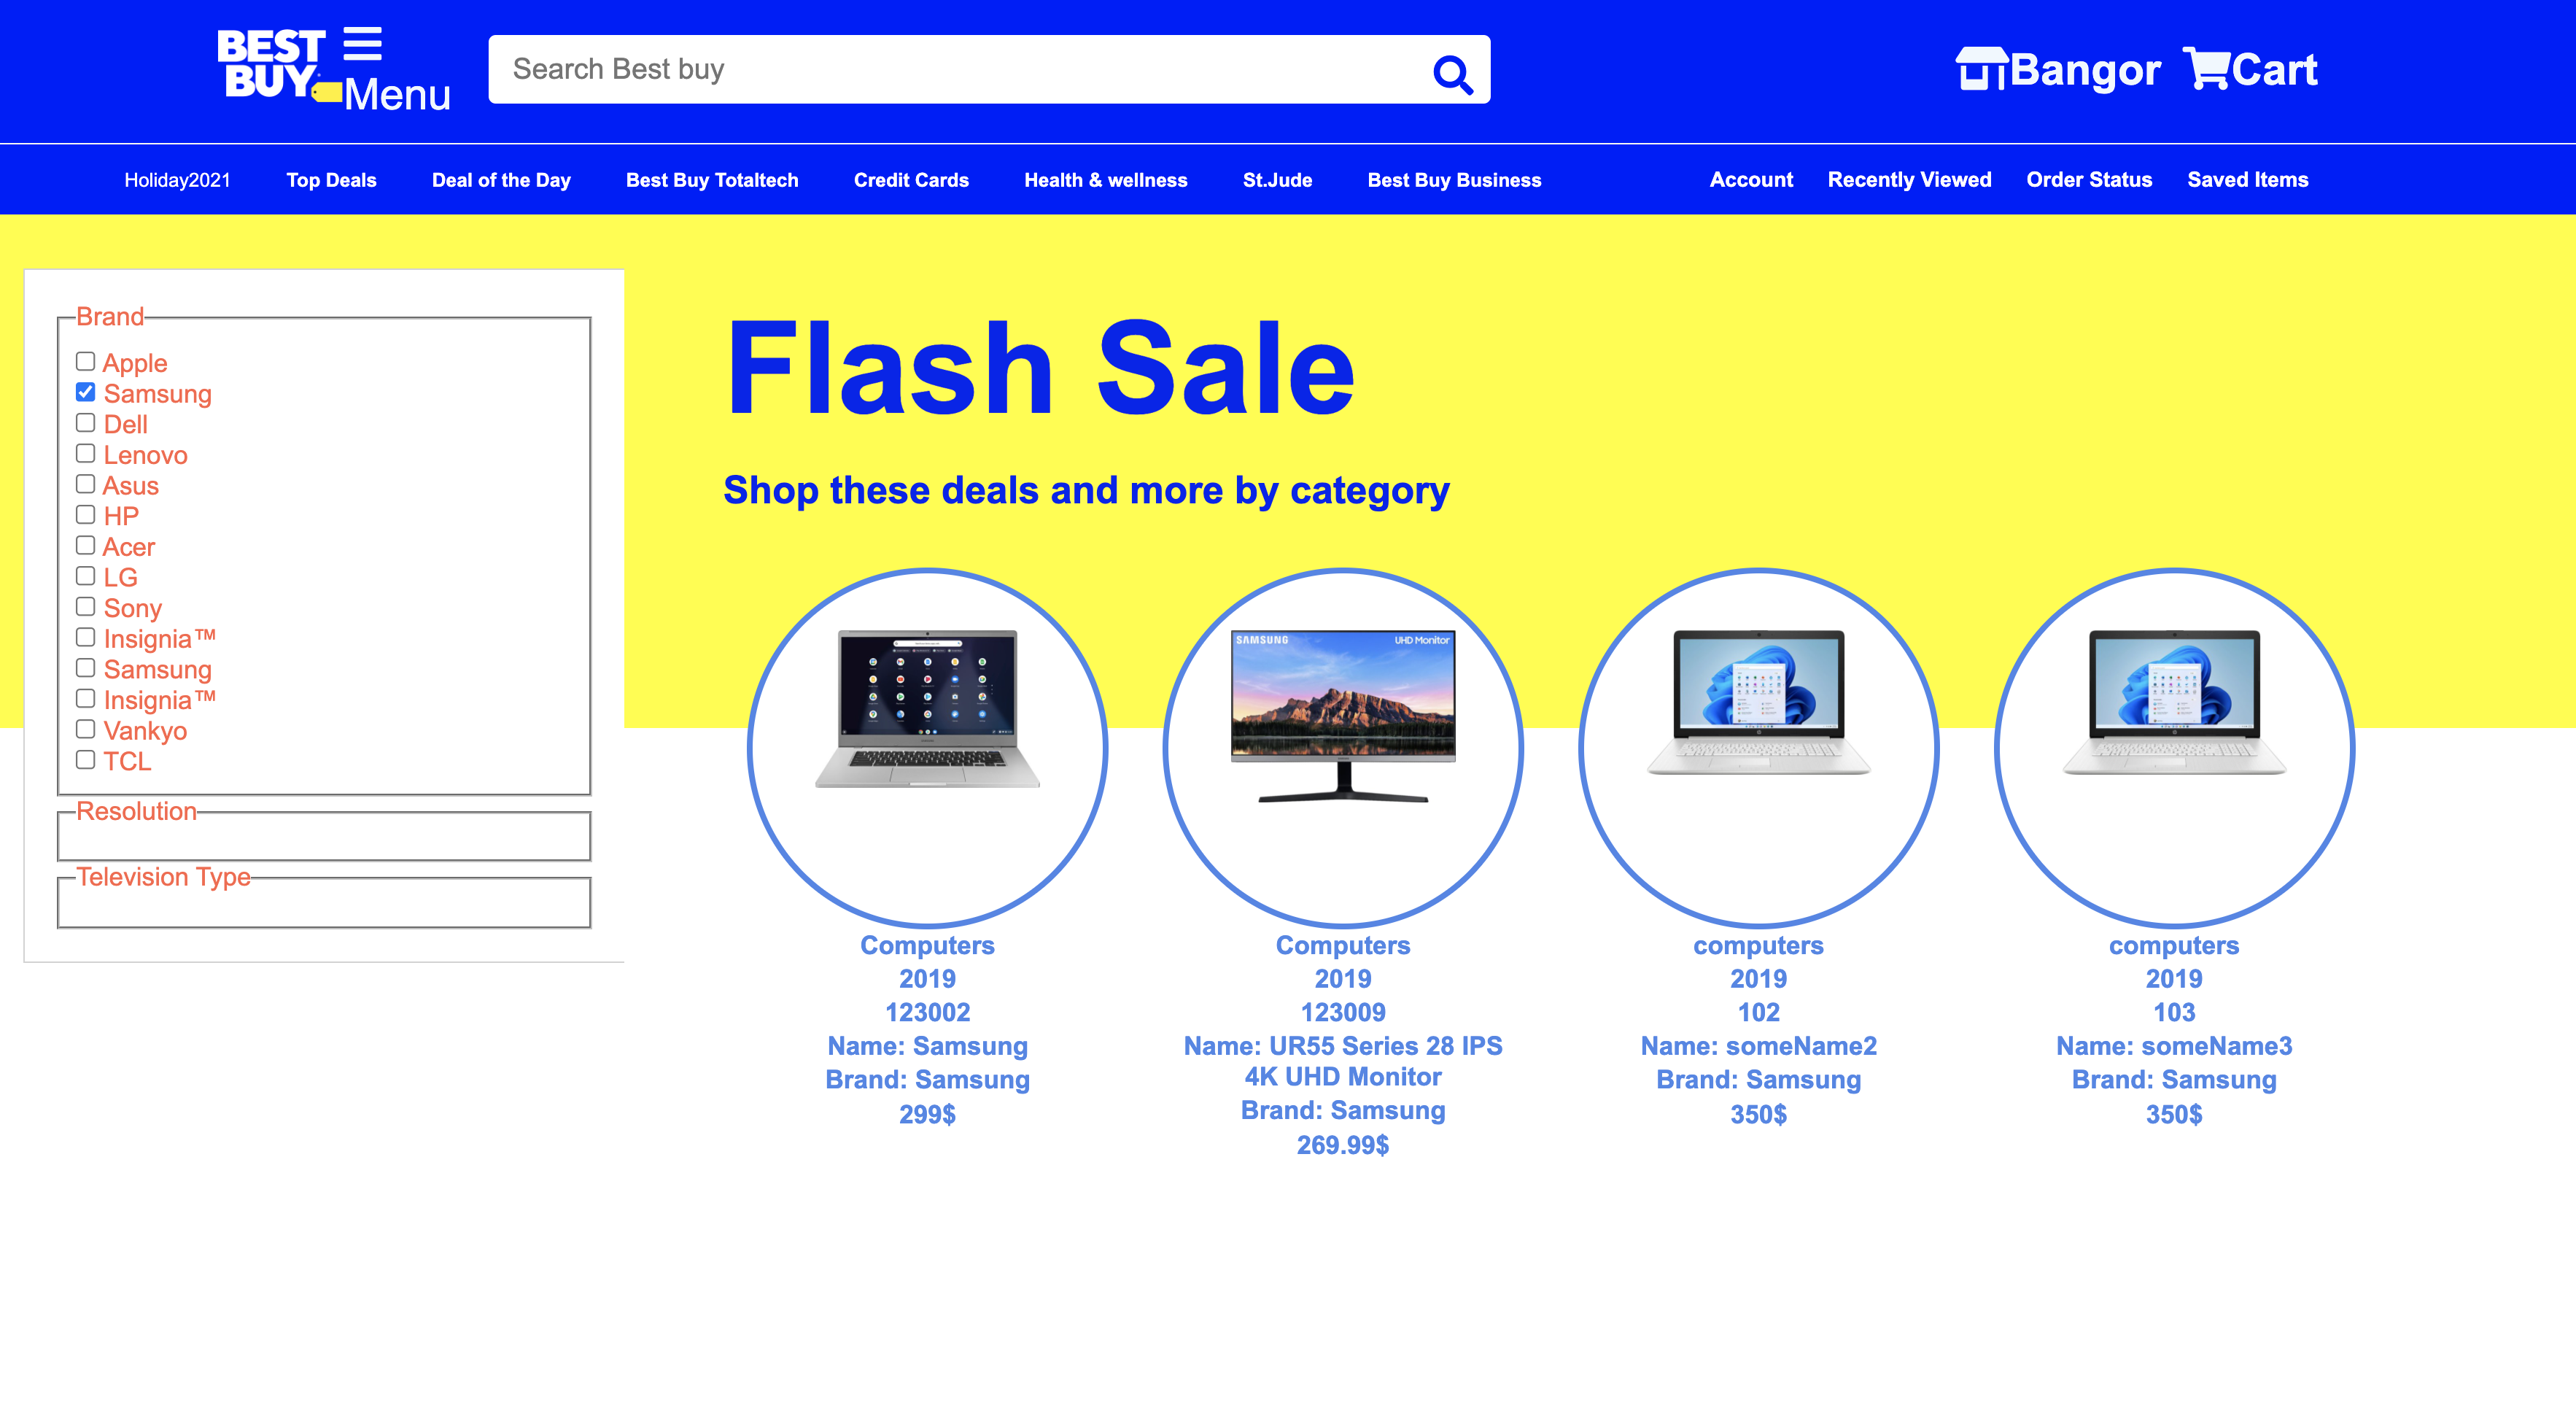 BEST
BUY
Menu
Search Best buy
Bangor
Cart
Holiday2021
Top Deals
Deal of the Day
Best Buy Totaltech
Credit Cards
Health & wellness
St.Jude
Best Buy Business
Account
Recently Viewed
Order Status
Saved Items
Brand
Apple
Samsung
Dell
Lenovo
Asus
HP
Acer
LG
Sony
Insignia™
Samsung
Insignia™
Vankyo
TCL
Resolution
Television Type
Flash Sale
Shop these deals and more by category
Computers
2019
123002
Name: Samsung
Brand: Samsung
299$
SAMSUNG
UHD Monitor
Computers
2019
123009
Name: UR55 Series 28 IPS
4K UHD Monitor
Brand: Samsung
269.99$
computers
2019
102
Name: someName2
Brand: Samsung
350$
computers
2019
103
Name: someName3
Brand: Samsung
350$